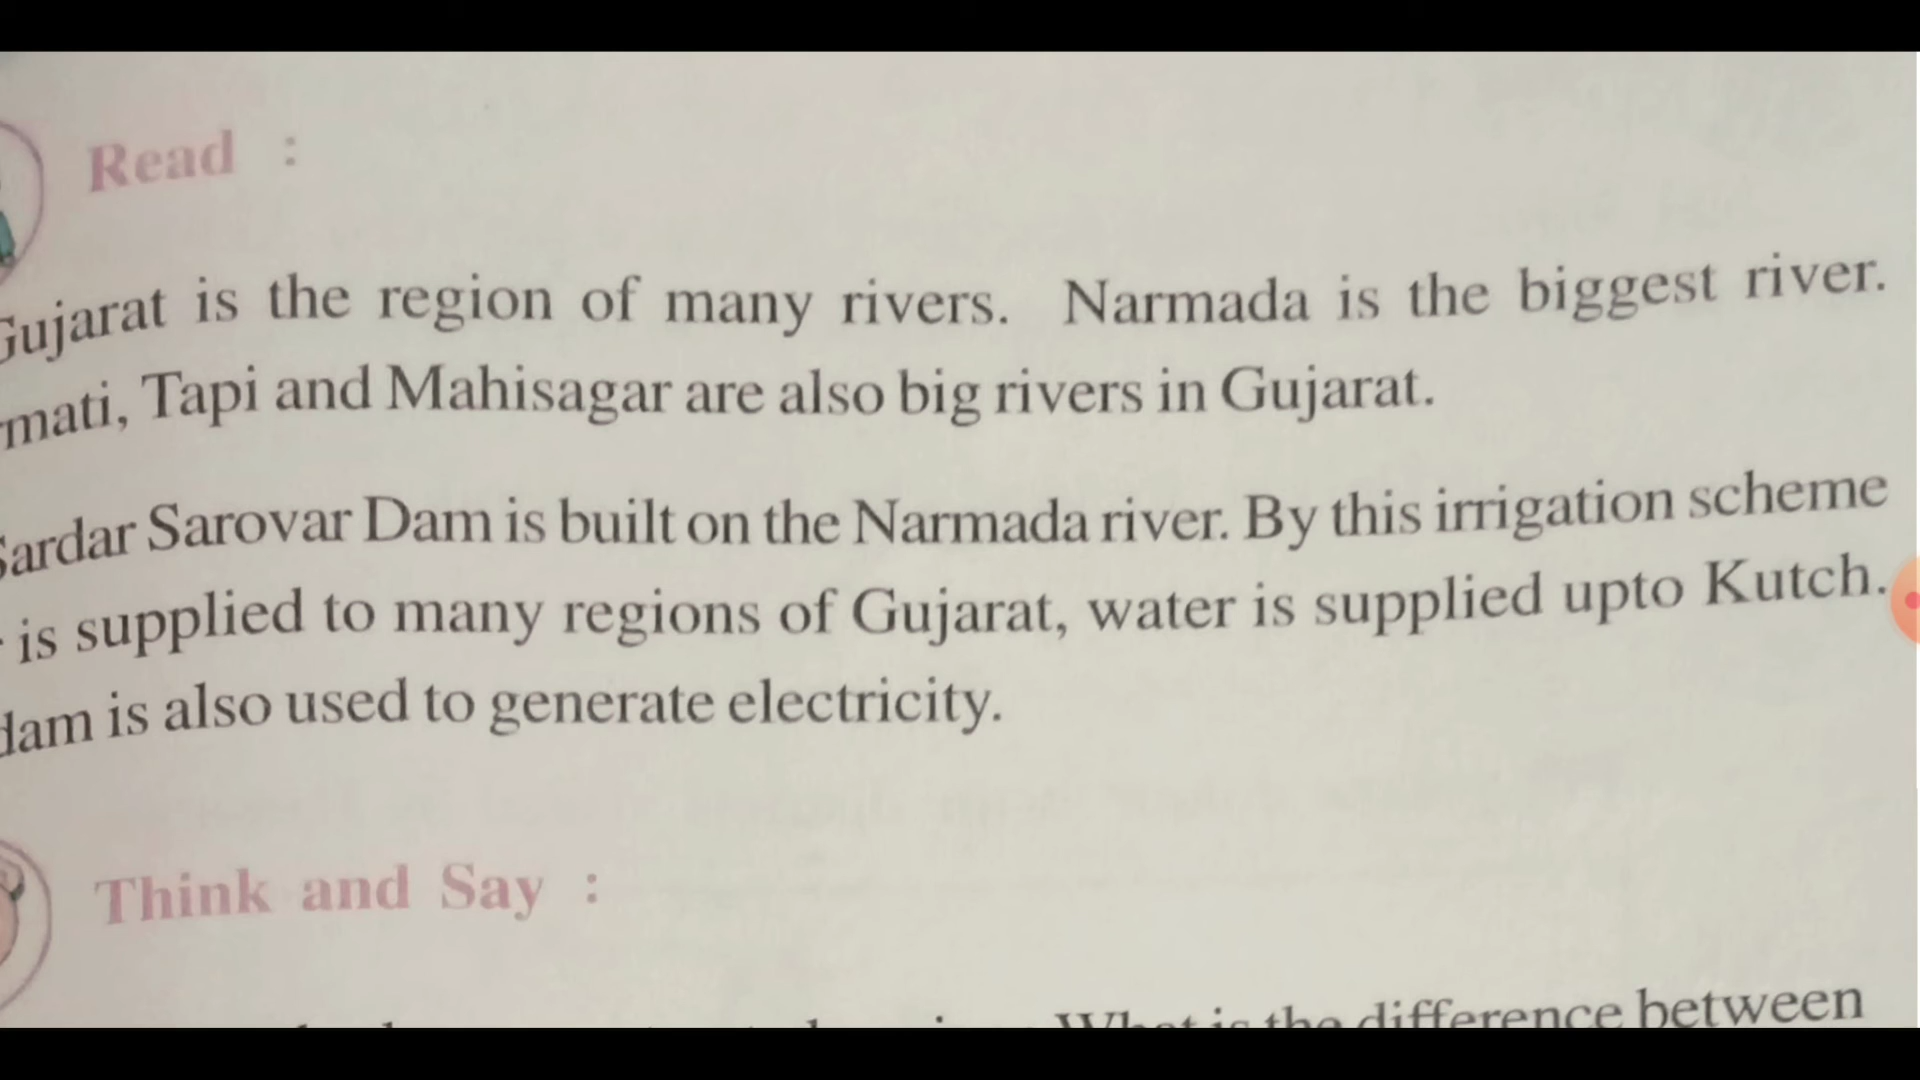 Read :
Gujarat is the region of many rivers. Narmada is the biggest river.
mati, Tapi and Mahisagar are also big rivers in Gujarat.
Sardar Sarovar Dam is built on the Narmada river. By this irrigation scheme
is supplied to many regions of Gujarat, water is supplied upto Kutch.
dam is also used to generate electricity.
Think and Say :
What is the difference between